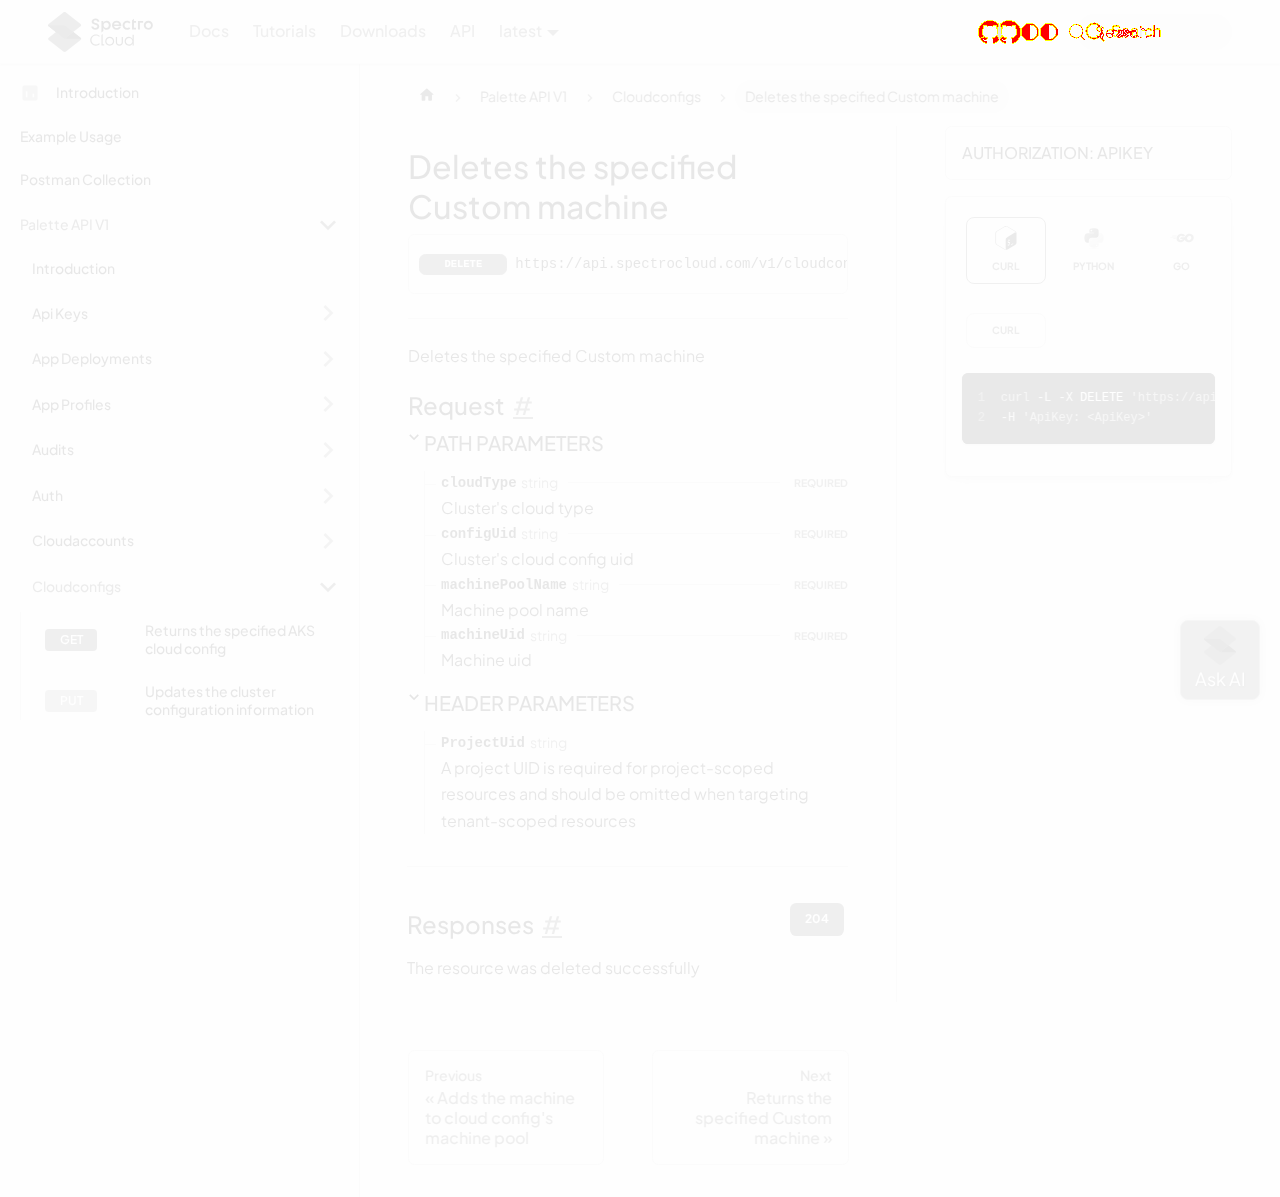 Spectro Cloud
Docs
Tutorials
Downloads
API
latest
Search
Introduction
Example Usage
Postman Collection
Palette API V1
Introduction
Api Keys
App Deployments
App Profiles
Audits
Auth
Cloudaccounts
Cloudconfigs
GET
Returns the specified AKS
cloud config
PUT
Updates the cluster
configuration information
Palette API V1
Cloudconfigs
Deletes the specified Custom machine
Deletes the specified
Custom machine
DELETE
https://api.spectrocloud.com/v1/cloudcon
Deletes the specified Custom machine
Request #
PATH PARAMETERS
cloudType string REQUIRED
Cluster's cloud type
configUid string REQUIRED
Cluster's cloud config uid
machinePoolName string REQUIRED
Machine pool name
machineUid string REQUIRED
Machine uid
HEADER PARAMETERS
ProjectUid string
A project UID is required for project-scoped
resources and should be omitted when targeting
tenant-scoped resources
Responses #
204
The resource was deleted successfully
Previous
« Adds the machine
to cloud config's
machine pool
Next
Returns the
specified Custom
machine »
AUTHORIZATION: APIKEY
CURL
PYTHON
GO
CURL
1 curl -L -X DELETE 'https://api
2 -H 'ApiKey: <ApiKey>'
Ask AI